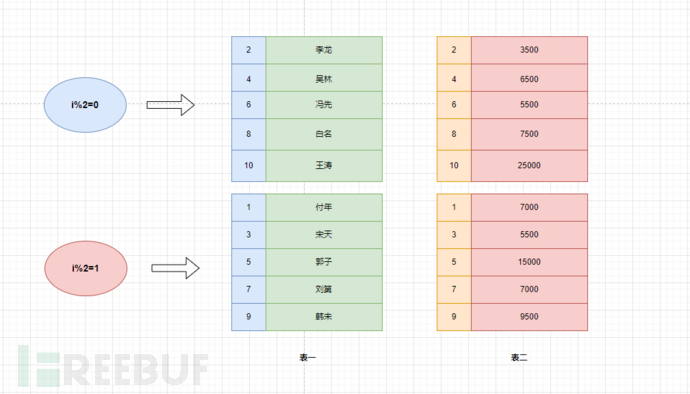 i%2=0
2 李龙 2 3500
4 吴林 4 6500
6 冯先 6 5500
8 白名 8 7500
10 王涛 10 25000
i%2=1
1 付年 1 7000
3 宋天 3 5500
5 郭子 5 15000
7 刘 7 7000
9 韩未 9 9500
表一 表二
FREEBUF